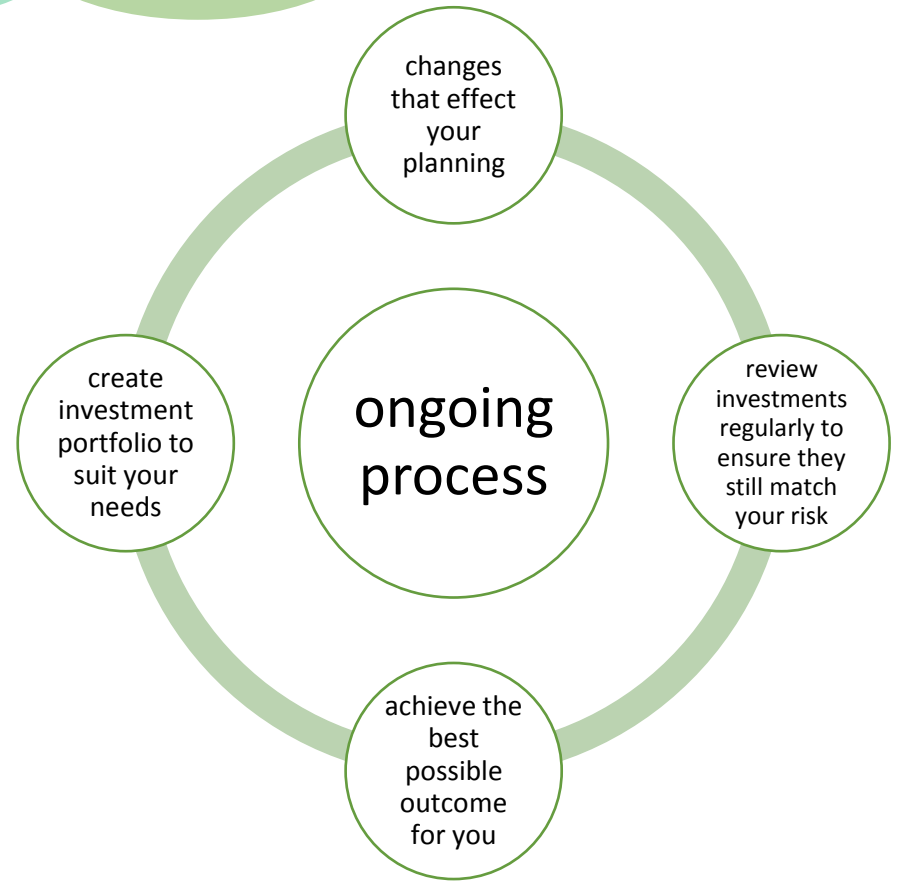 changes
that effect
your
planning
create
investment
portfolio to
suit your
needs
ongoing
process
review
investments
regularly to
ensure they
still match
your risk
achieve the
best
possible
outcome
for you